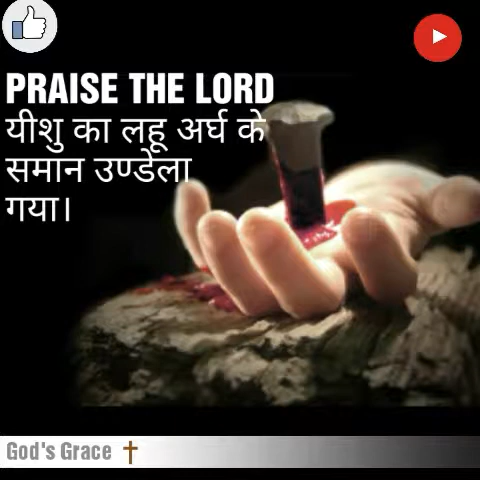 PRAISE THE LORD
यीशु का लहू अर्घ के
समान उण्डेला
गया।
God's Grace